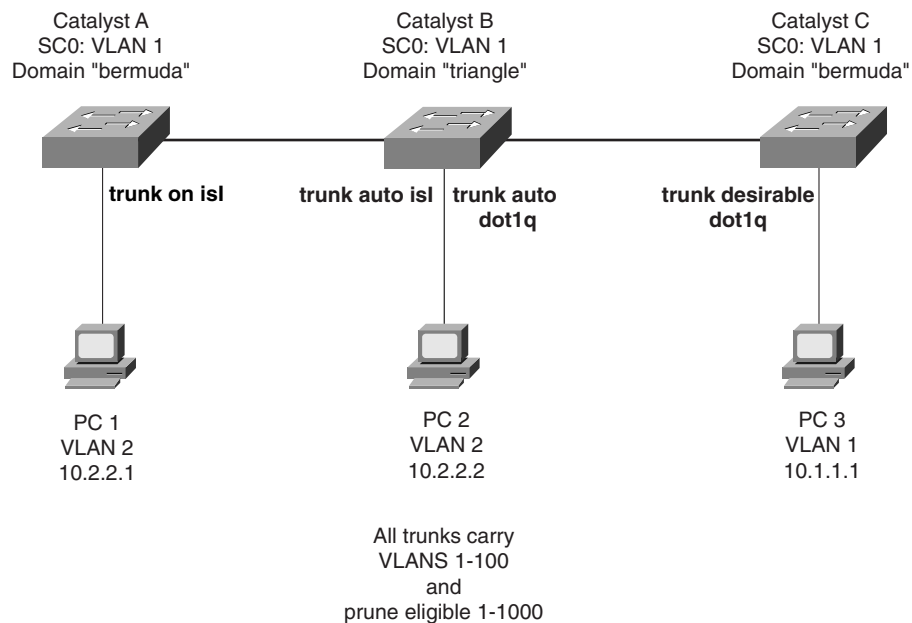 Catalyst A
SC0: VLAN 1
Domain "bermuda"
Catalyst B
SC0: VLAN 1
Domain "triangle"
Catalyst C
SC0: VLAN 1
Domain "bermuda"
trunk on isl
trunk auto isl
trunk auto
dot1q
trunk desirable
dot1q
PC 1
VLAN 2
10.2.2.1
PC 2
VLAN 2
10.2.2.2
PC 3
VLAN 1
10.1.1.1
All trunks carry
VLANS 1-100
and
prune eligible 1-1000